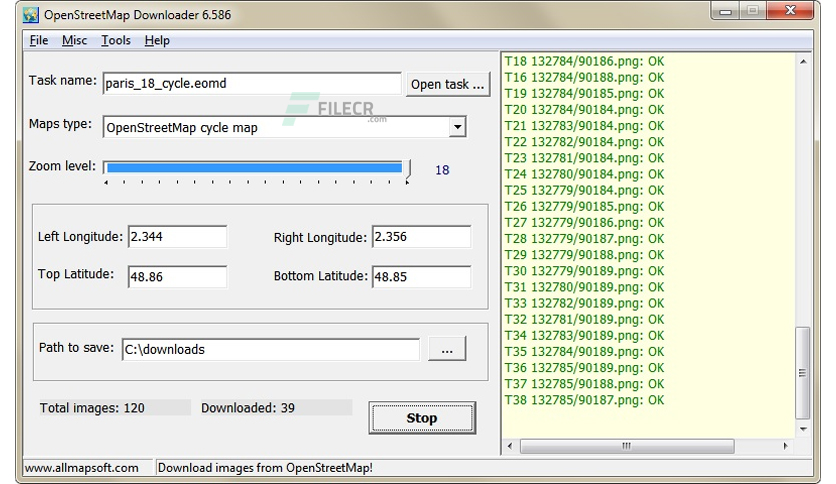 OpenStreetMap Downloader 6.586
File Misc Tools Help
Task name: paris_18_cycle.eomd Open task ...
FILECR
.com
Maps type: OpenStreetMap cycle map
Zoom level: 18
Left Longitude: 2.344 Right Longitude: 2.356
Top Latitude: 48.86 Bottom Latitude: 48.85
Path to save: C:\downloads ...
Total images: 120 Downloaded: 39 Stop
T18 132784/90186.png: OK
T16 132784/90188.png: OK
T19 132784/90185.png: OK
T20 132784/90184.png: OK
T21 132783/90184.png: OK
T22 132782/90184.png: OK
T23 132781/90184.png: OK
T24 132780/90184.png: OK
T25 132779/90184.png: OK
T26 132779/90185.png: OK
T27 132779/90186.png: OK
T28 132779/90187.png: OK
T29 132779/90188.png: OK
T30 132779/90189.png: OK
T31 132780/90189.png: OK
T33 132782/90189.png: OK
T32 132781/90189.png: OK
T34 132783/90189.png: OK
T35 132784/90189.png: OK
T36 132785/90189.png: OK
T37 132785/90188.png: OK
T38 132785/90187.png: OK
www.allmapsoft.com Download images from OpenStreetMap!